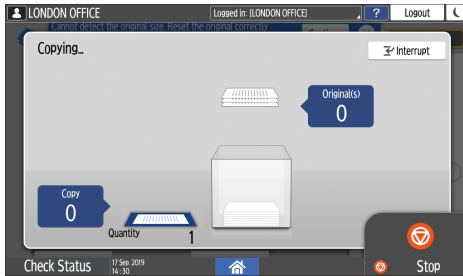 LONDON OFFICE
Logged in: [LONDON OFFICE]
?
Logout
Cannot detect the original size. Reset the original correctly
Copying...
Interrupt
Original(s)
0
Copy
0
Quantity
1
Check Status
17 Sep. 2019
14:30
Stop